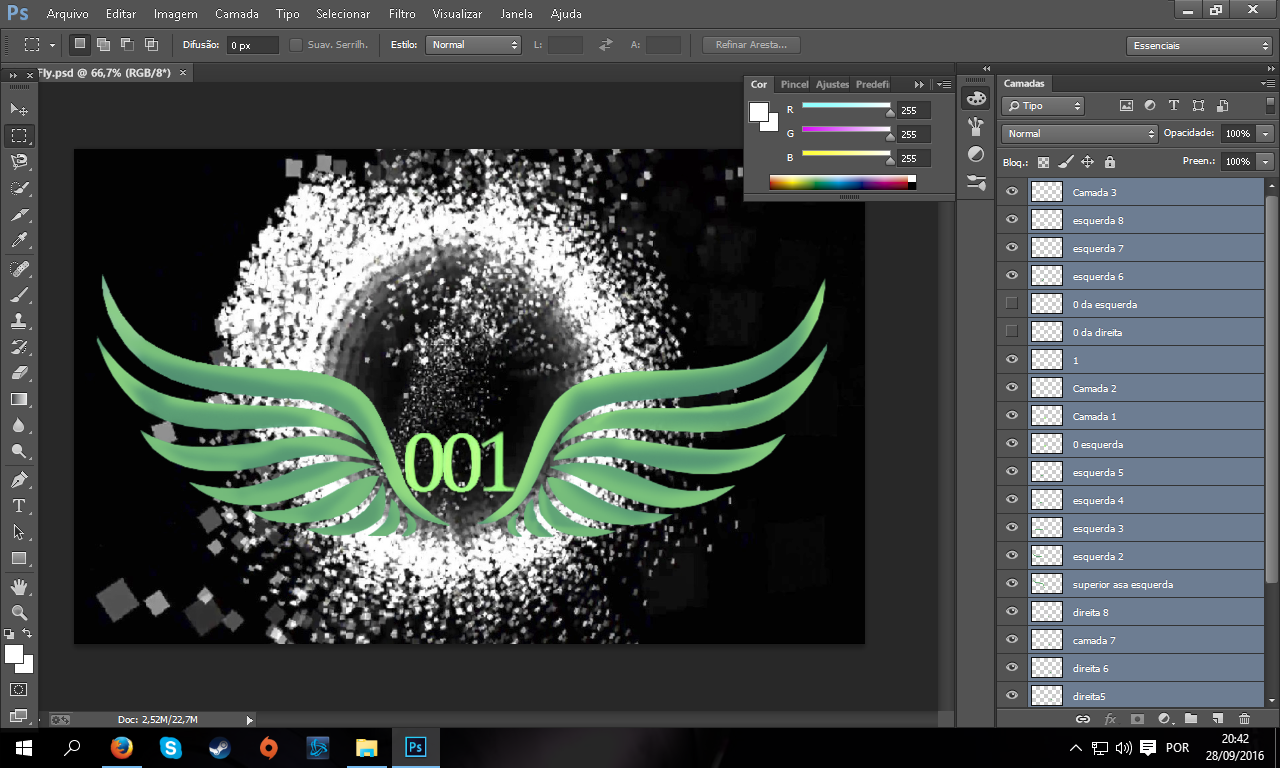 Ps Arquivo Editar Imagem Camada Tipo Selecionar Filtro Visualizar Janela Ajuda
Difusão: 0 px Suav. Serrilh. Estilo: Normal L: A: Refinar Aresta... Essenciais
Fly.psd @ 66,7% (RGB/8*) ×
Cor Pincel Ajustes Predefi
R 255
G 255
B 255
Camadas
Tipo
Normal Opacidade: 100%
Bloq.: Preen.: 100%
Camada 3
esquerda 8
esquerda 7
esquerda 6
0 da esquerda
0 da direita
1
Camada 2
Camada 1
0 esquerda
esquerda 5
esquerda 4
esquerda 3
esquerda 2
superior asa esquerda
direita 8
camada 7
direita 6
direita5
001
Doc: 2,52M/22,7M
Ps POR 20:42
28/09/2016